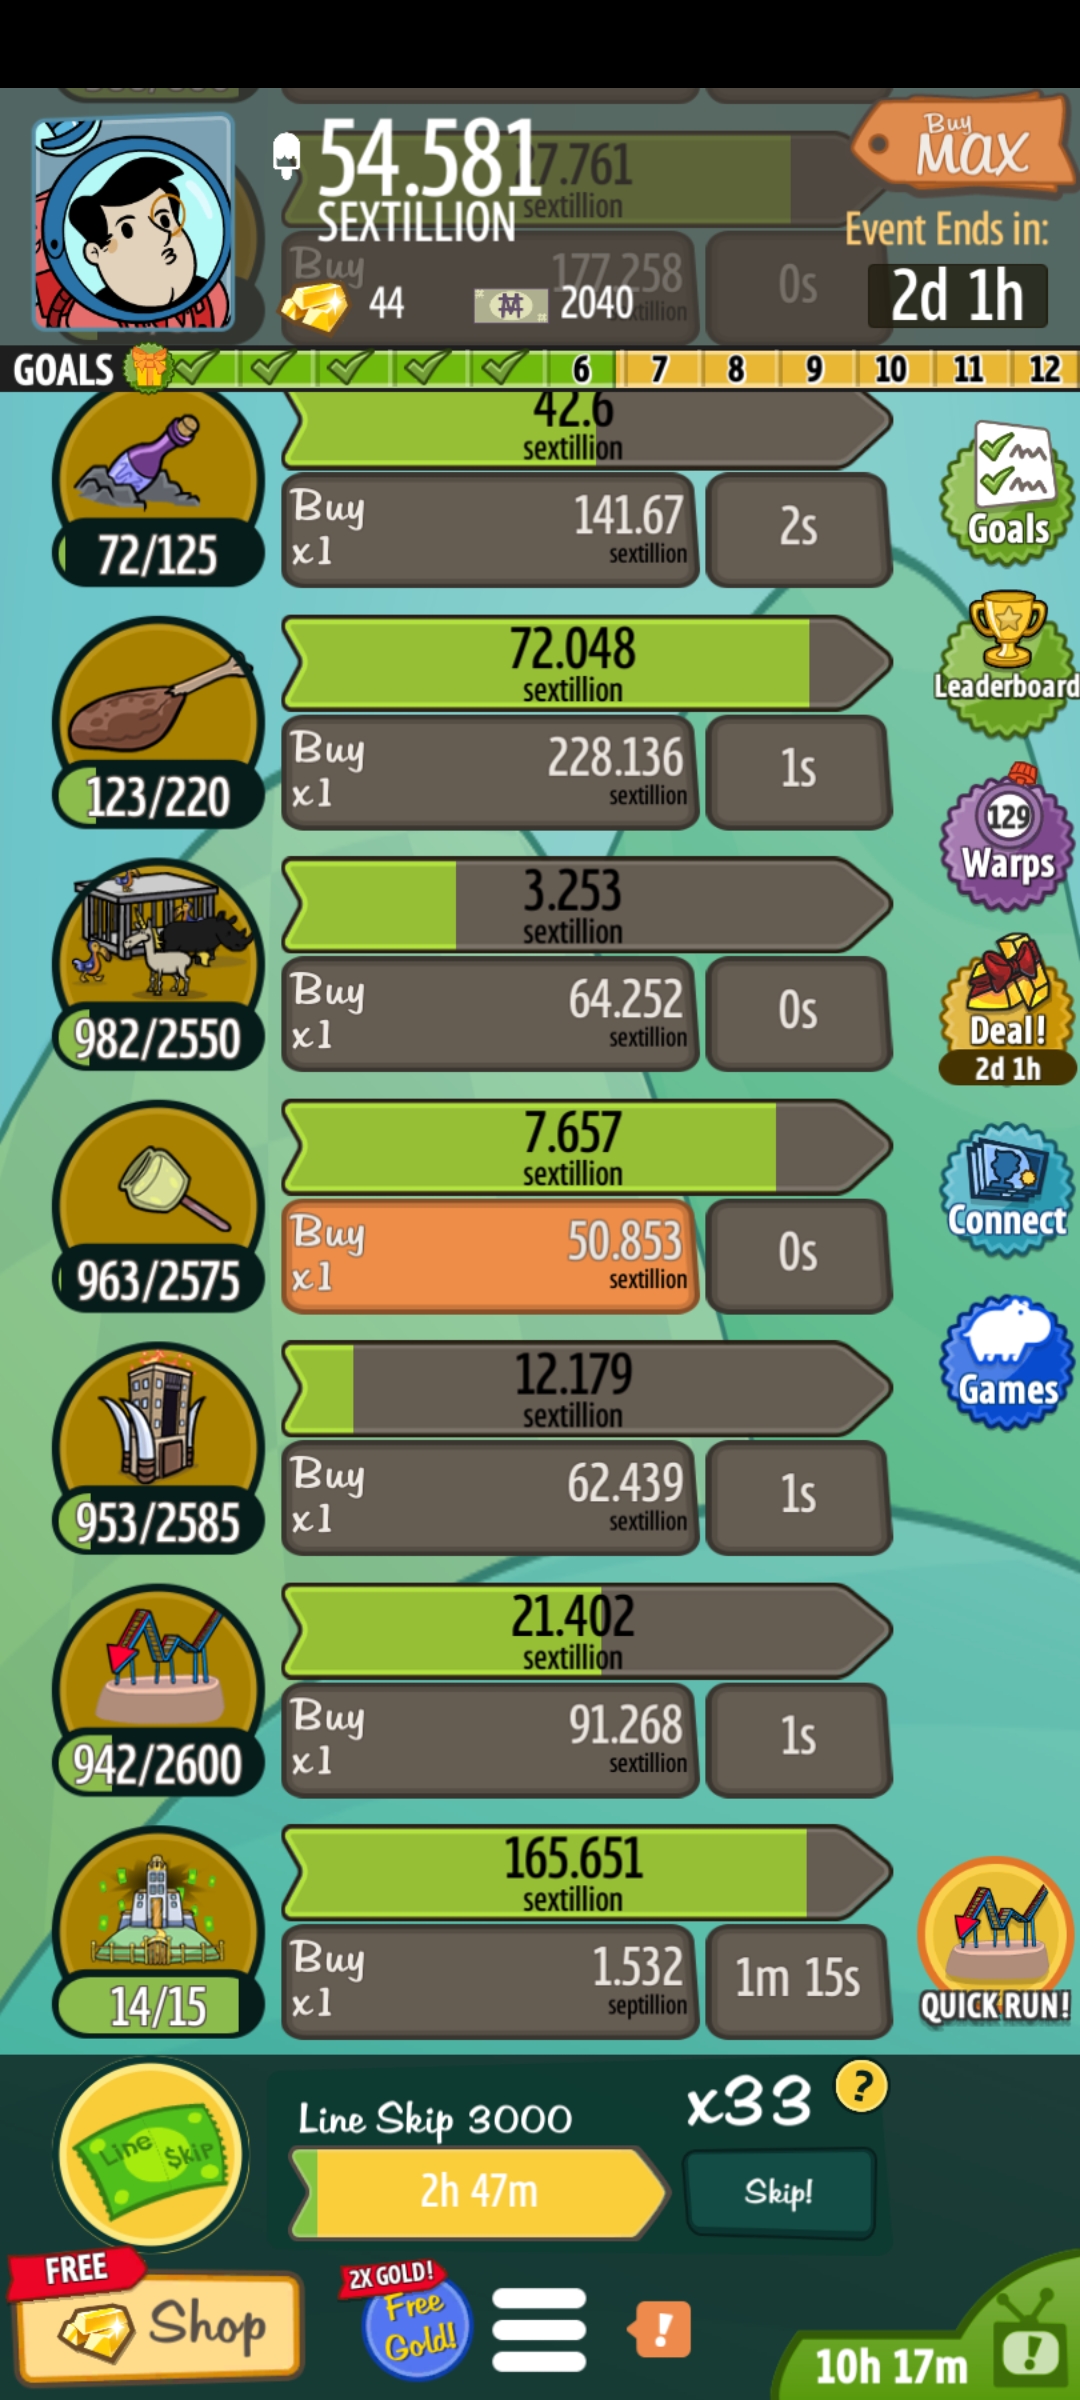 54.581
SEXTILLION
27.761
sextillion
Buy
MAX
Event Ends in:
2d 1h
Buy
177.258
0s
44
2040
GOALS
6
7
8
9
10
11
12
42.6
sextillion
Buy
x1
141.67
sextillion
2s
72/125
Goals
72.048
sextillion
Buy
x1
228.136
sextillion
1s
123/220
Leaderboard
129
Warps
3.253
sextillion
Buy
x1
64.252
sextillion
0s
982/2550
Deal!
2d 1h
7.657
sextillion
Buy
x1
50.853
sextillion
0s
963/2575
Connect
12.179
sextillion
Buy
x1
62.439
sextillion
1s
953/2585
Games
21.402
sextillion
Buy
x1
91.268
sextillion
1s
942/2600
165.651
sextillion
Buy
x1
1.532
septillion
1m 15s
14/15
QUICK RUN!
Line $kip
Line Skip 3000
x33
?
2h 47m
Skip!
FREE
Shop
2X GOLD!
Free
Gold!
!
10h 17m
!